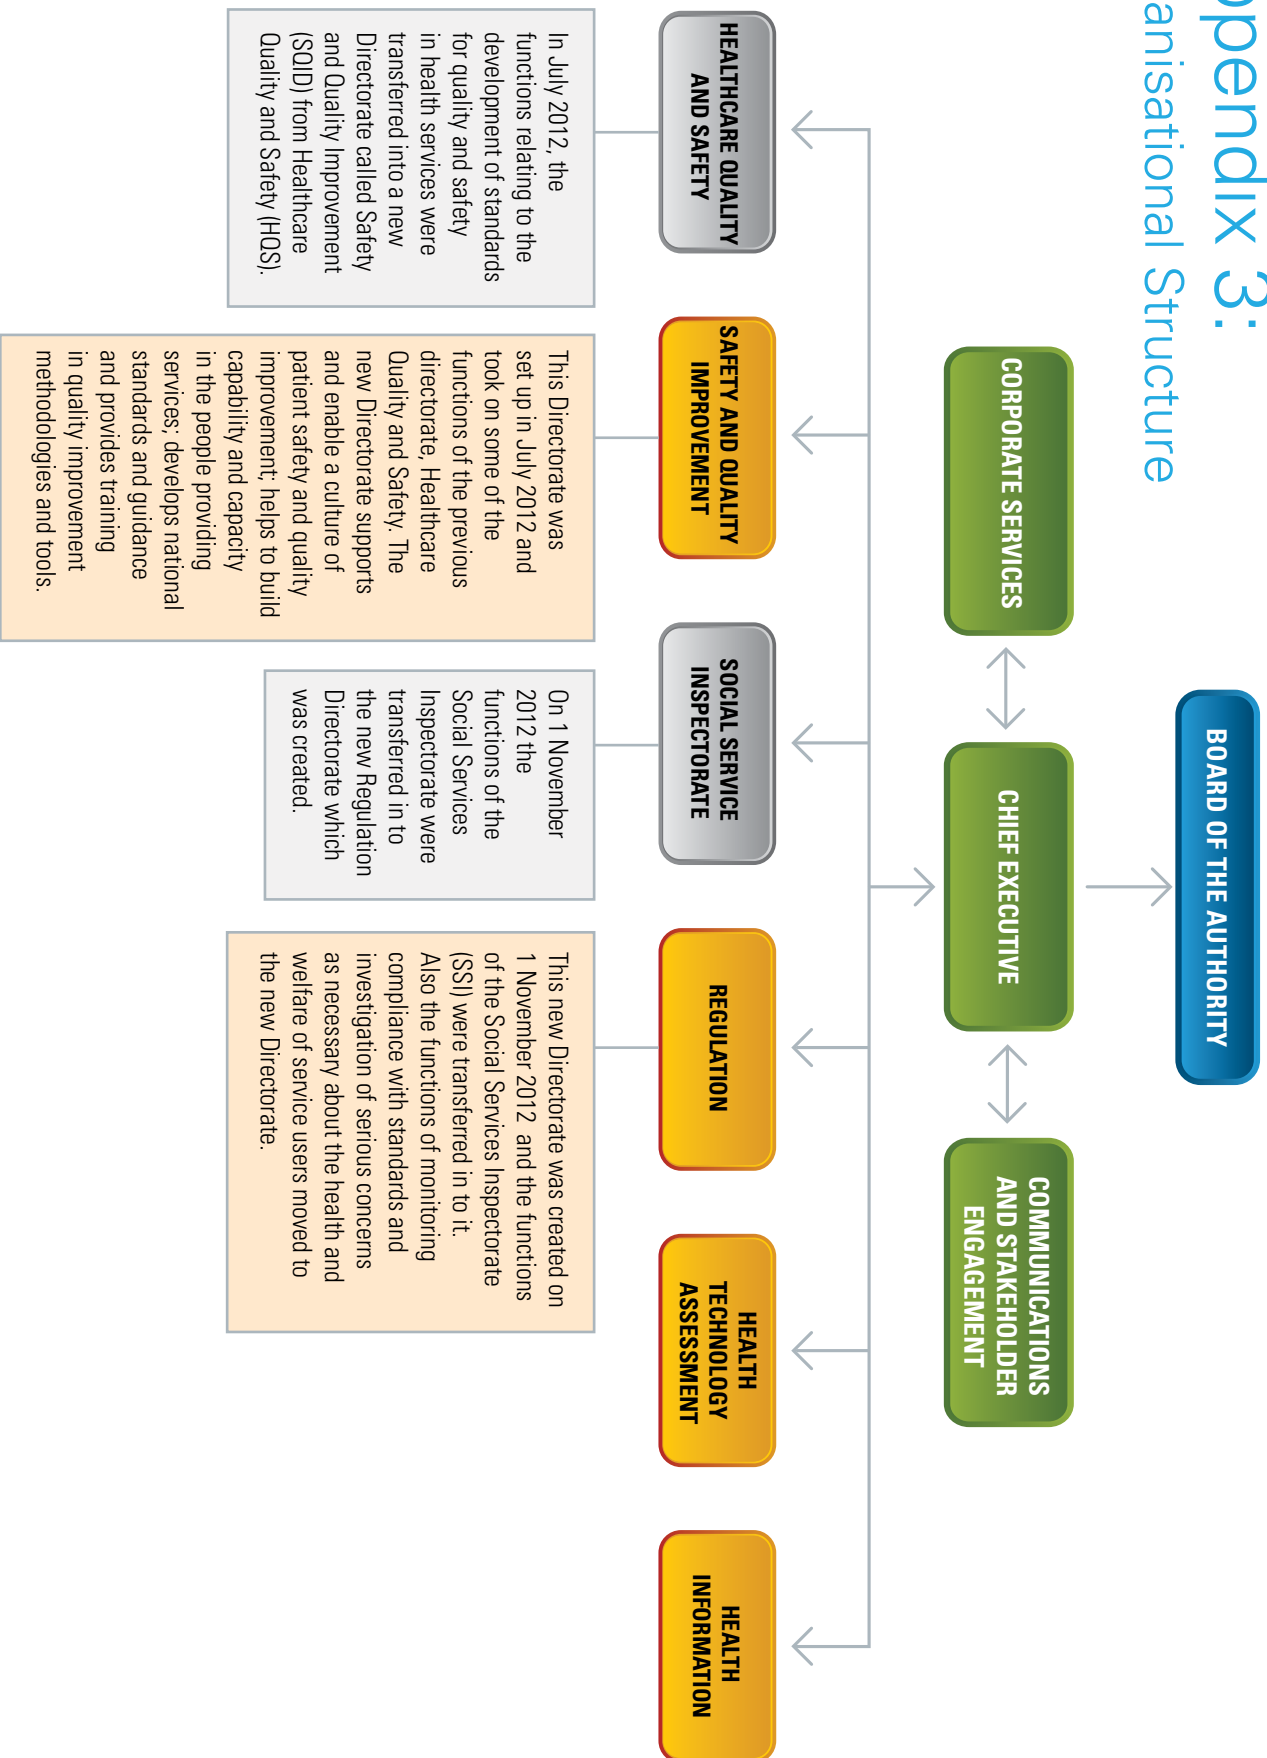 ppendix 3:
anisational Structure
BOARD OF THE AUTHORITY
CORPORATE SERVICES
CHIEF EXECUTIVE
COMMUNICATIONS
AND STAKEHOLDER
ENGAGEMENT
HEALTHCARE QUALITY
AND SAFETY
SAFETY AND QUALITY
IMPROVEMENT
SOCIAL SERVICE
INSPECTORATE
REGULATION
HEALTH
TECHNOLOGY
ASSESSMENT
HEALTH
INFORMATION
In July 2012, the
functions relating to the
development of standards
for quality and safety
in health services were
transferred into a new
Directorate called Safety
and Quality Improvement
(SQID) from Healthcare
Quality and Safety (HQS).
This Directorate was
set up in July 2012 and
took on some of the
functions of the previous
directorate, Healthcare
Quality and Safety. The
new Directorate supports
and enable a culture of
patient safety and quality
improvement; helps to build
capability and capacity
in the people providing
services; develops national
standards and guidance
and provides training
in quality improvement
methodologies and tools.
On 1 November
2012 the
functions of the
Social Services
Inspectorate were
transferred in to
the new Regulation
Directorate which
was created.
This new Directorate was created on
1 November 2012 and the functions
of the Social Services Inspectorate
(SSI) were transferred in to it.
Also the functions of monitoring
compliance with standards and
investigation of serious concerns
as necessary about the health and
welfare of service users moved to
the new Directorate.